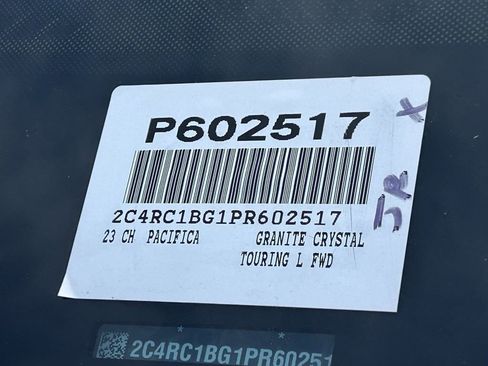 P602517
2C4RC1BG1PR602517
23 CH PACIFICA GRANITE CRYSTAL
TOURING L FWD
2C4RC1BG1PR60251